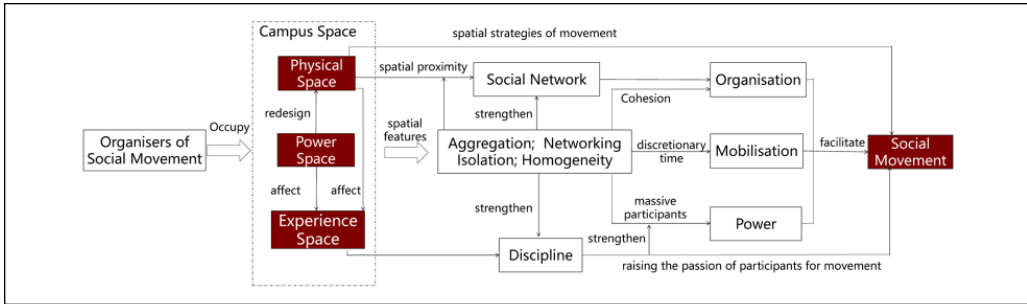 Campus Space
spatial strategies of movement
Physical
Space
spatial proximity
Social Network
Organisation
Cohesion
redesign
strengthen
Occupy
Organisers of
Social Movement
Power
Space
spatial
features
Aggregation; Networking
Isolation; Homogeneity
discretionary
time
Mobilisation
facilitate
Social
Movement
affect
affect
strengthen
massive
participants
Power
Experience
Space
strengthen
Discipline
raising the passion of participants for movement